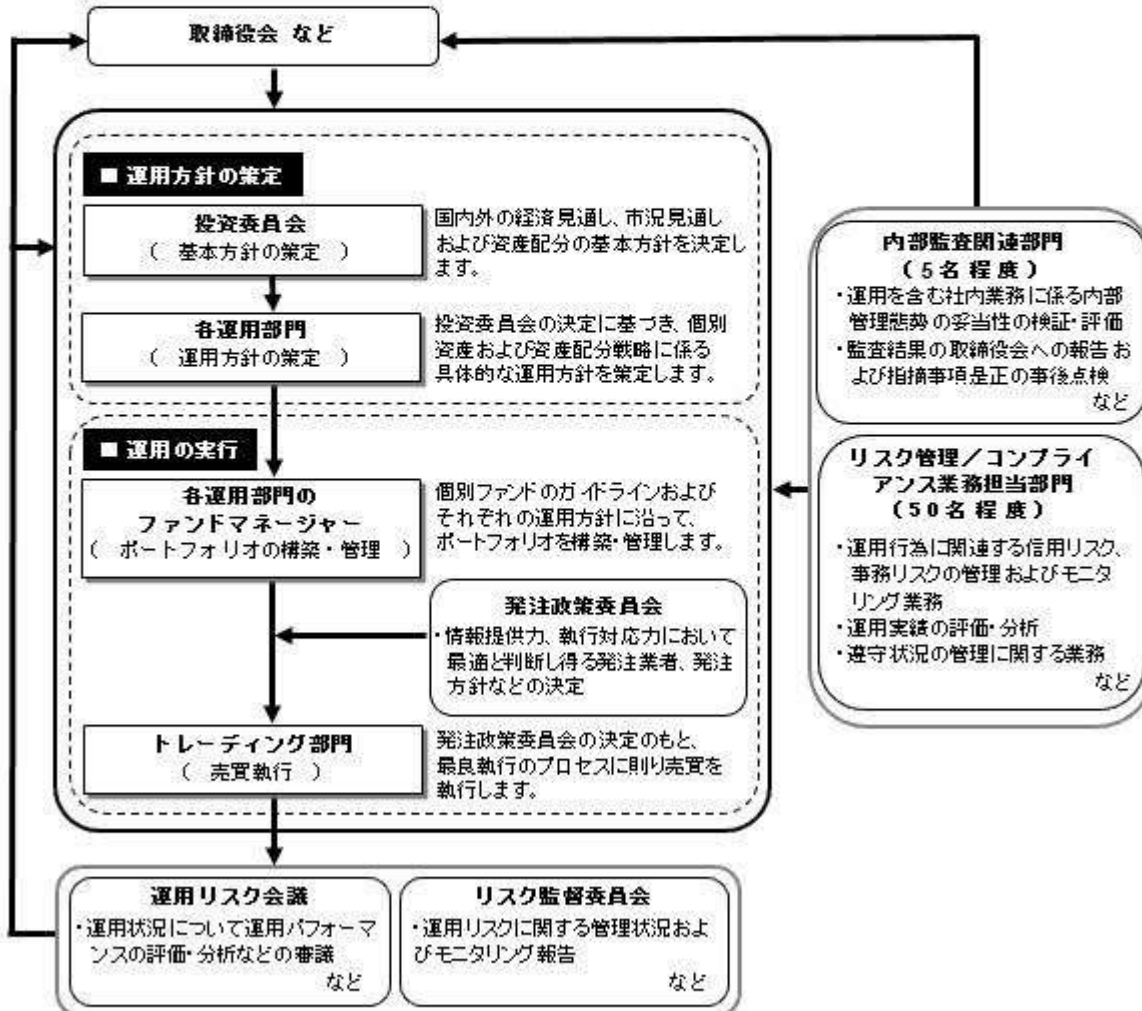 取締役会 など
■ 運用方針の策定
投資委員会
（ 基本方針の策定 ）
国内外の経済見通し、市況見通し
および資産配分の基本方針を決定し
ます。
各運用部門
（ 運用方針の策定 ）
投資委員会の決定に基づき、個別
資産および資産配分戦略に係る
具体的な運用方針を策定します。
■ 運用の実行
各運用部門の
ファンドマネージャー
（ ポートフォリオの構築・管理 ）
個別ファンドのガイドラインおよび
それぞれの運用方針に沿って、
ポートフォリオを構築・管理します。
発注政策委員会
・情報提供力、執行対応力において
最適と判断し得る発注業者、発注
方針などの決定
トレーディング部門
（ 売買執行 ）
発注政策委員会の決定のもと、
最良執行のプロセスに則り売買を
執行します。
内部監査関連部門
（5名程度）
・運用を含む社内業務に係る内部
管理態勢の妥当性の検証・評価
・監査結果の取締役会への報告お
よび指摘事項是正の事後点検
など
リスク管理／コンプライ
アンス業務担当部門
（50名程度）
・運用行為に関連する信用リスク、
事務リスクの管理およびモニタ
リング業務
・運用実績の評価・分析
・遵守状況の管理に関する業務
など
運用リスク会議
・運用状況について運用パフォーマ
ンスの評価・分析などの審議
など
リスク監督委員会
・運用リスクに関する管理状況およ
びモニタリング報告
など